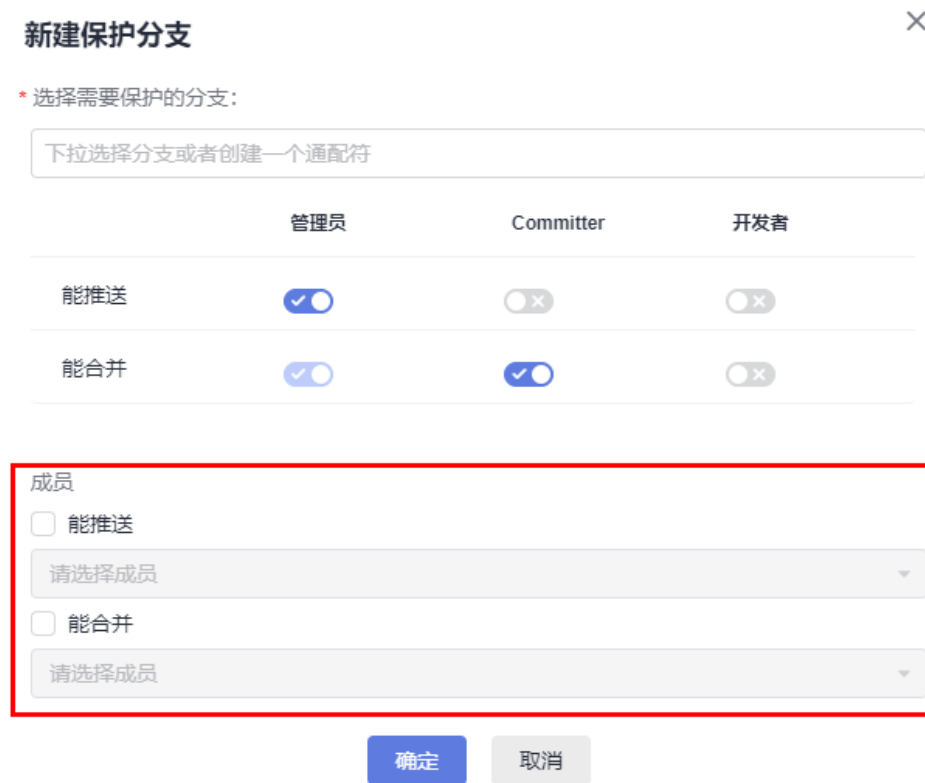 新建保护分支
* 选择需要保护的分支:
下拉选择分支或者创建一个通配符
管理员 Committer 开发者
能推送
能合并
成员
能推送
请选择成员
能合并
请选择成员
确定 取消